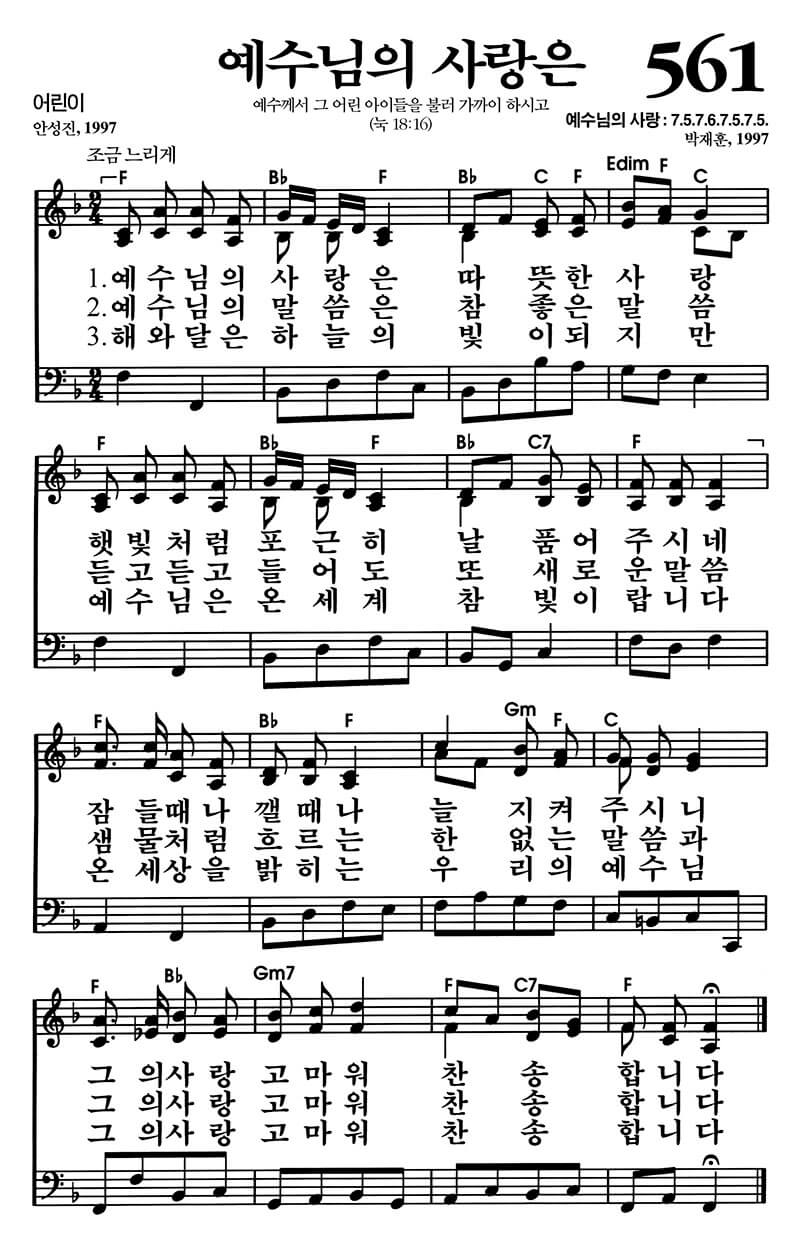 예수님의 사랑은 561
어린이
예수께서 그 어린 아이들을 불러 가까이 하시고
안성진, 1997
(눅 18:16)
예수님의 사랑 : 7.5.7.6.7.5.7.5.
박재훈, 1997
조금 느리게
F B♭ F B♭ C F Edim F C
1.예수님의사랑은 따뜻한사랑
2.예수님의말씀은 참좋은말씀
3.해와달은하늘의 빛이되지만
F B♭ F B♭ C7 F
햇빛처럼포근히 날품어주시네
듣고듣고들어도 또새로운말씀
예수님은온세계 참빛이랍니다
F B♭ F Gm F C
잠들때나깰때나 늘지켜주시니
샘물처럼흐르는 한없는말씀과
온세상을밝히는 우리의예수님
F B♭ Gm7 F C7 F
그의사랑고마워 찬송합니다
그의사랑고마워 찬송합니다
그의사랑고마워 찬송합니다